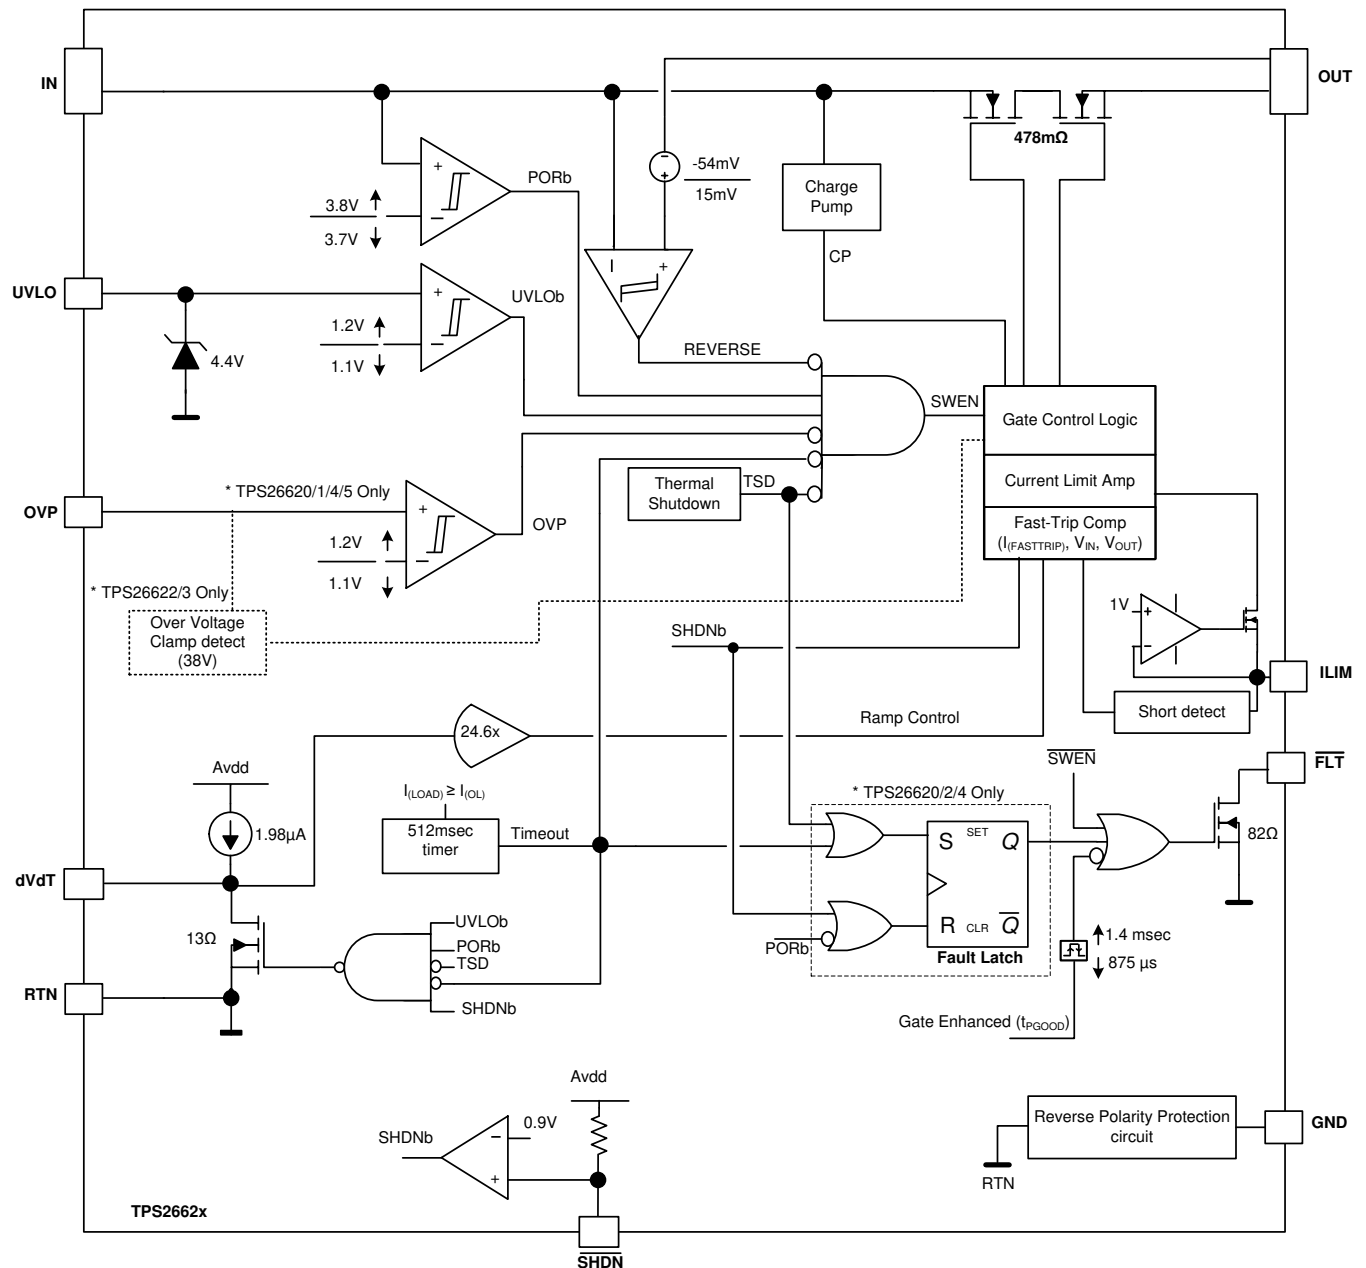 IN
OUT
478mΩ
-54mV
15mV
Charge
Pump
CP
+
−
3.8V
3.7V
PORb
−
+
I
+
UVLO
+
−
1.2V
1.1V
UVLOb
4.4V
REVERSE
SWEN
Gate Control Logic
Current Limit Amp
Fast-Trip Comp
(I(FASTTRIP), VIN, VOUT)
Thermal
Shutdown
TSD
* TPS26620/1/4/5 Only
OVP
+
−
1.2V
1.1V
OVP
* TPS26622/3 Only
Over Voltage
Clamp detect
(38V)
SHDNb
1V
+
−
ILIM
Short detect
24.6x
Ramp Control
SWEN
FLT
82Ω
Avdd
1.98µA
I(LOAD) ≥ I(OL)
512msec
timer
Timeout
* TPS26620/2/4 Only
S
SET
Q
R
CLR
Q
Fault Latch
PORb
1.4 msec
875 µs
Gate Enhanced (tPGOOD)
dVdT
13Ω
UVLOb
PORb
TSD
SHDNb
RTN
Avdd
0.9V
−
+
SHDNb
SHDN
Reverse Polarity Protection
circuit
GND
RTN
TPS2662x